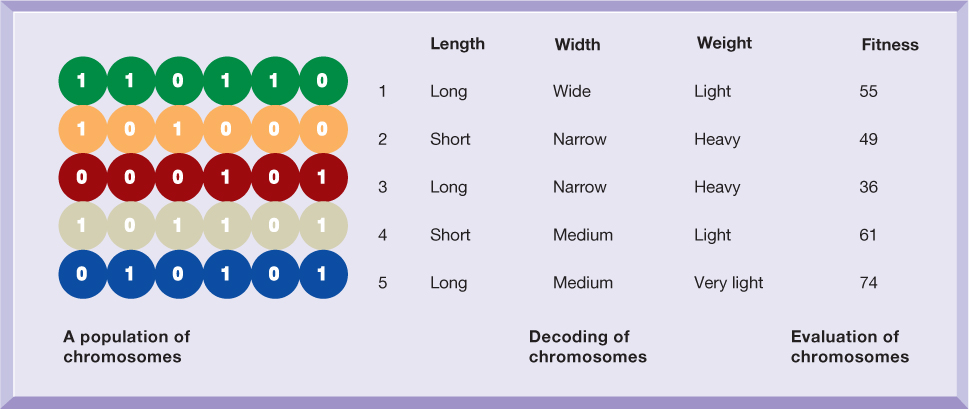 Length Width Weight Fitness
1 1 0 1 1 0 1 Long Wide Light 55
1 0 1 0 0 0 2 Short Narrow Heavy 49
0 0 0 1 0 1 3 Long Narrow Heavy 36
1 0 1 1 0 1 4 Short Medium Light 61
0 1 0 1 0 1 5 Long Medium Very light 74
A population of
chromosomes
Decoding of
chromosomes
Evaluation of
chromosomes